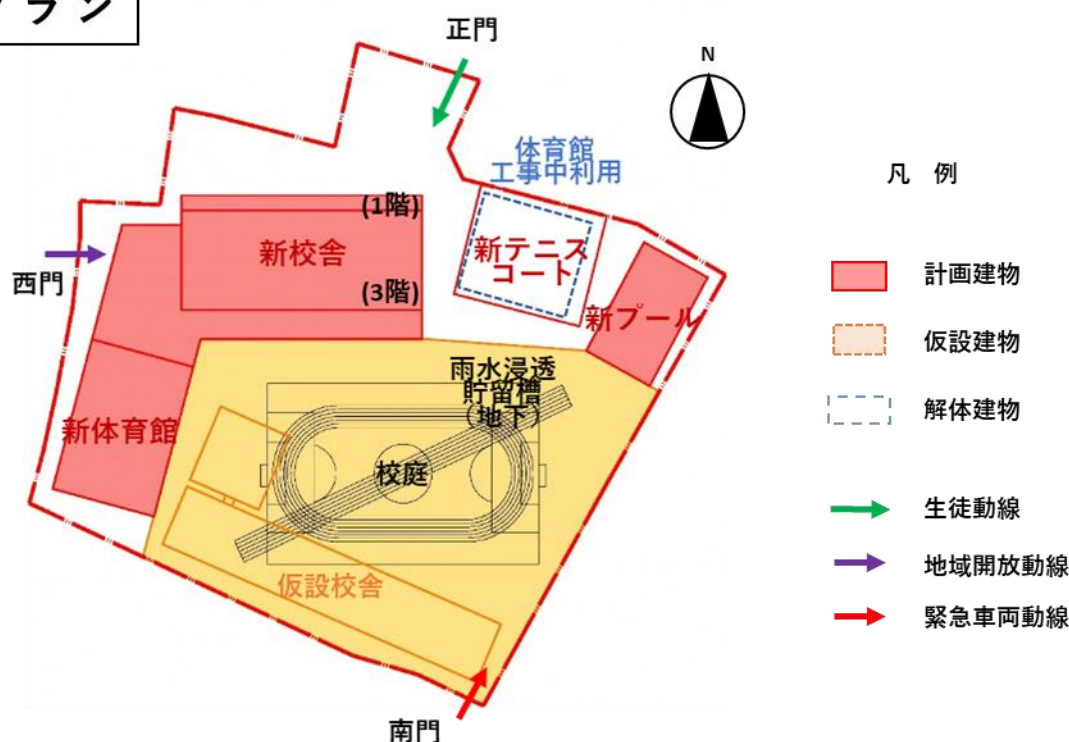 プラン
正門
N
体育館
工事中利用
凡 例
(1階)
新校舎
新テニス
コート
西門
(3階)
新プール
計画建物
仮設建物
雨水浸透
貯留槽
(地下)
解体建物
新体育館
校庭
生徒動線
仮設校舎
地域開放動線
緊急車両動線
南門